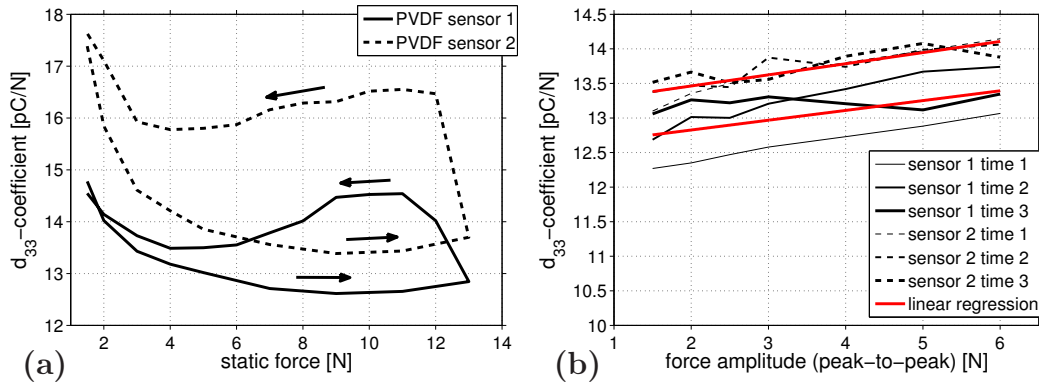 PVDF sensor 1
PVDF sensor 2
18
17
16
15
14
13
12
d33−coefficient [pC/N]
2 4 6 8 10 12 14
static force [N]
(a)
14.5
14
13.5
13
12.5
12
11.5
11
10.5
10
d33−coefficient [pC/N]
sensor 1 time 1
sensor 1 time 2
sensor 1 time 3
sensor 2 time 1
sensor 2 time 2
sensor 2 time 3
linear regression
1 2 3 4 5 6
force amplitude (peak−to−peak) [N]
(b)